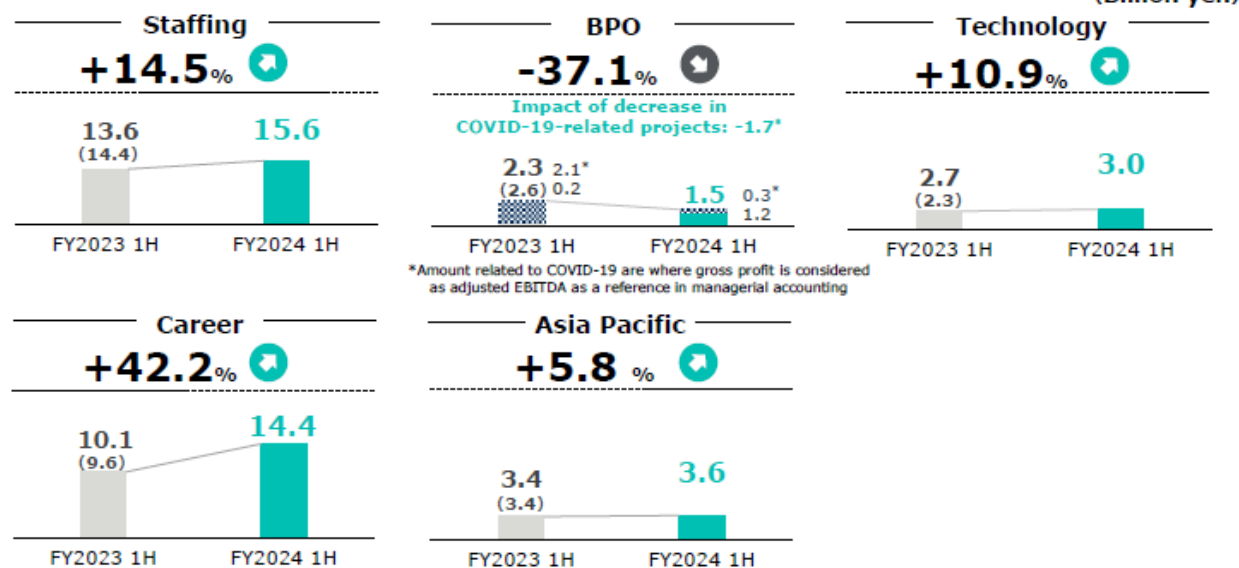 (Billion yen)
Staffing
+14.5%
13.6
(14.4)
15.6
FY2023 1H FY2024 1H
BPO
-37.1%
Impact of decrease in
COVID-19-related projects: -1.7*
2.3 2.1*
(2.6) 0.2
1.5 0.3*
1.2
FY2023 1H FY2024 1H
*Amount related to COVID-19 are where gross profit is considered
as adjusted EBITDA as a reference in managerial accounting
Technology
+10.9%
2.7
(2.3)
3.0
FY2023 1H FY2024 1H
Career
+42.2%
10.1
(9.6)
14.4
FY2023 1H FY2024 1H
Asia Pacific
+5.8 %
3.4
(3.4)
3.6
FY2023 1H FY2024 1H